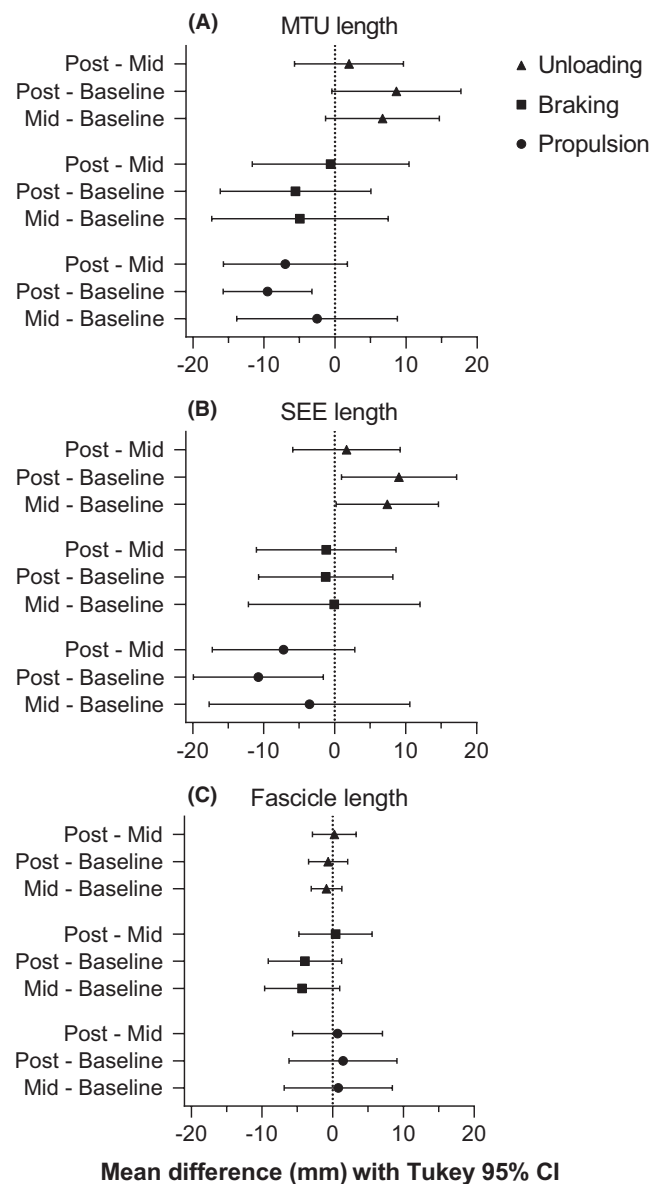 (A) MTU length
Post - Mid
Post - Baseline
Mid - Baseline
Post - Mid
Post - Baseline
Mid - Baseline
Post - Mid
Post - Baseline
Mid - Baseline
-20 -10 0 10 20
Unloading
Braking
Propulsion
(B) SEE length
Post - Mid
Post - Baseline
Mid - Baseline
Post - Mid
Post - Baseline
Mid - Baseline
Post - Mid
Post - Baseline
Mid - Baseline
-20 -10 0 10 20
(C) Fascicle length
Post - Mid
Post - Baseline
Mid - Baseline
Post - Mid
Post - Baseline
Mid - Baseline
Post - Mid
Post - Baseline
Mid - Baseline
-20 -10 0 10 20
Mean difference (mm) with Tukey 95% CI